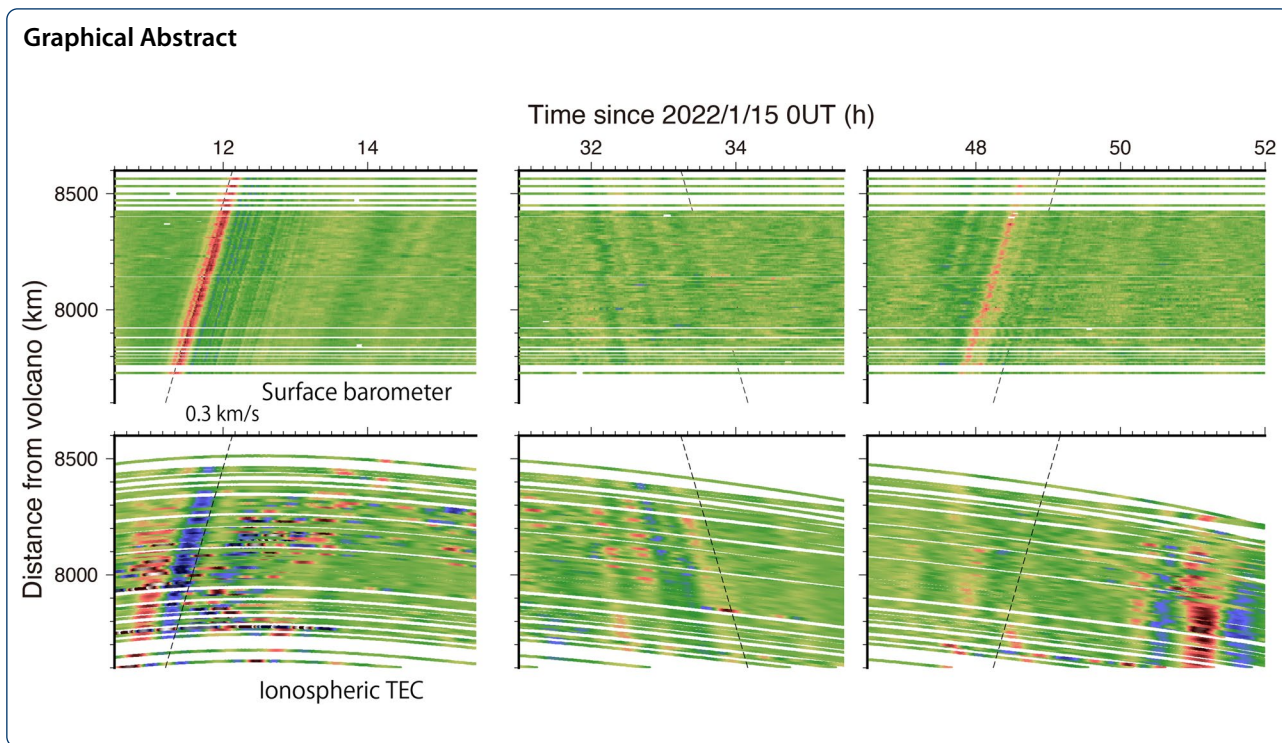 Graphical Abstract
Time since 2022/1/15 0UT (h)
12 14 32 34 48 50 52
8500
8000
Distance from volcano (km)
Surface barometer
0.3 km/s
8500
8000
Ionospheric TEC